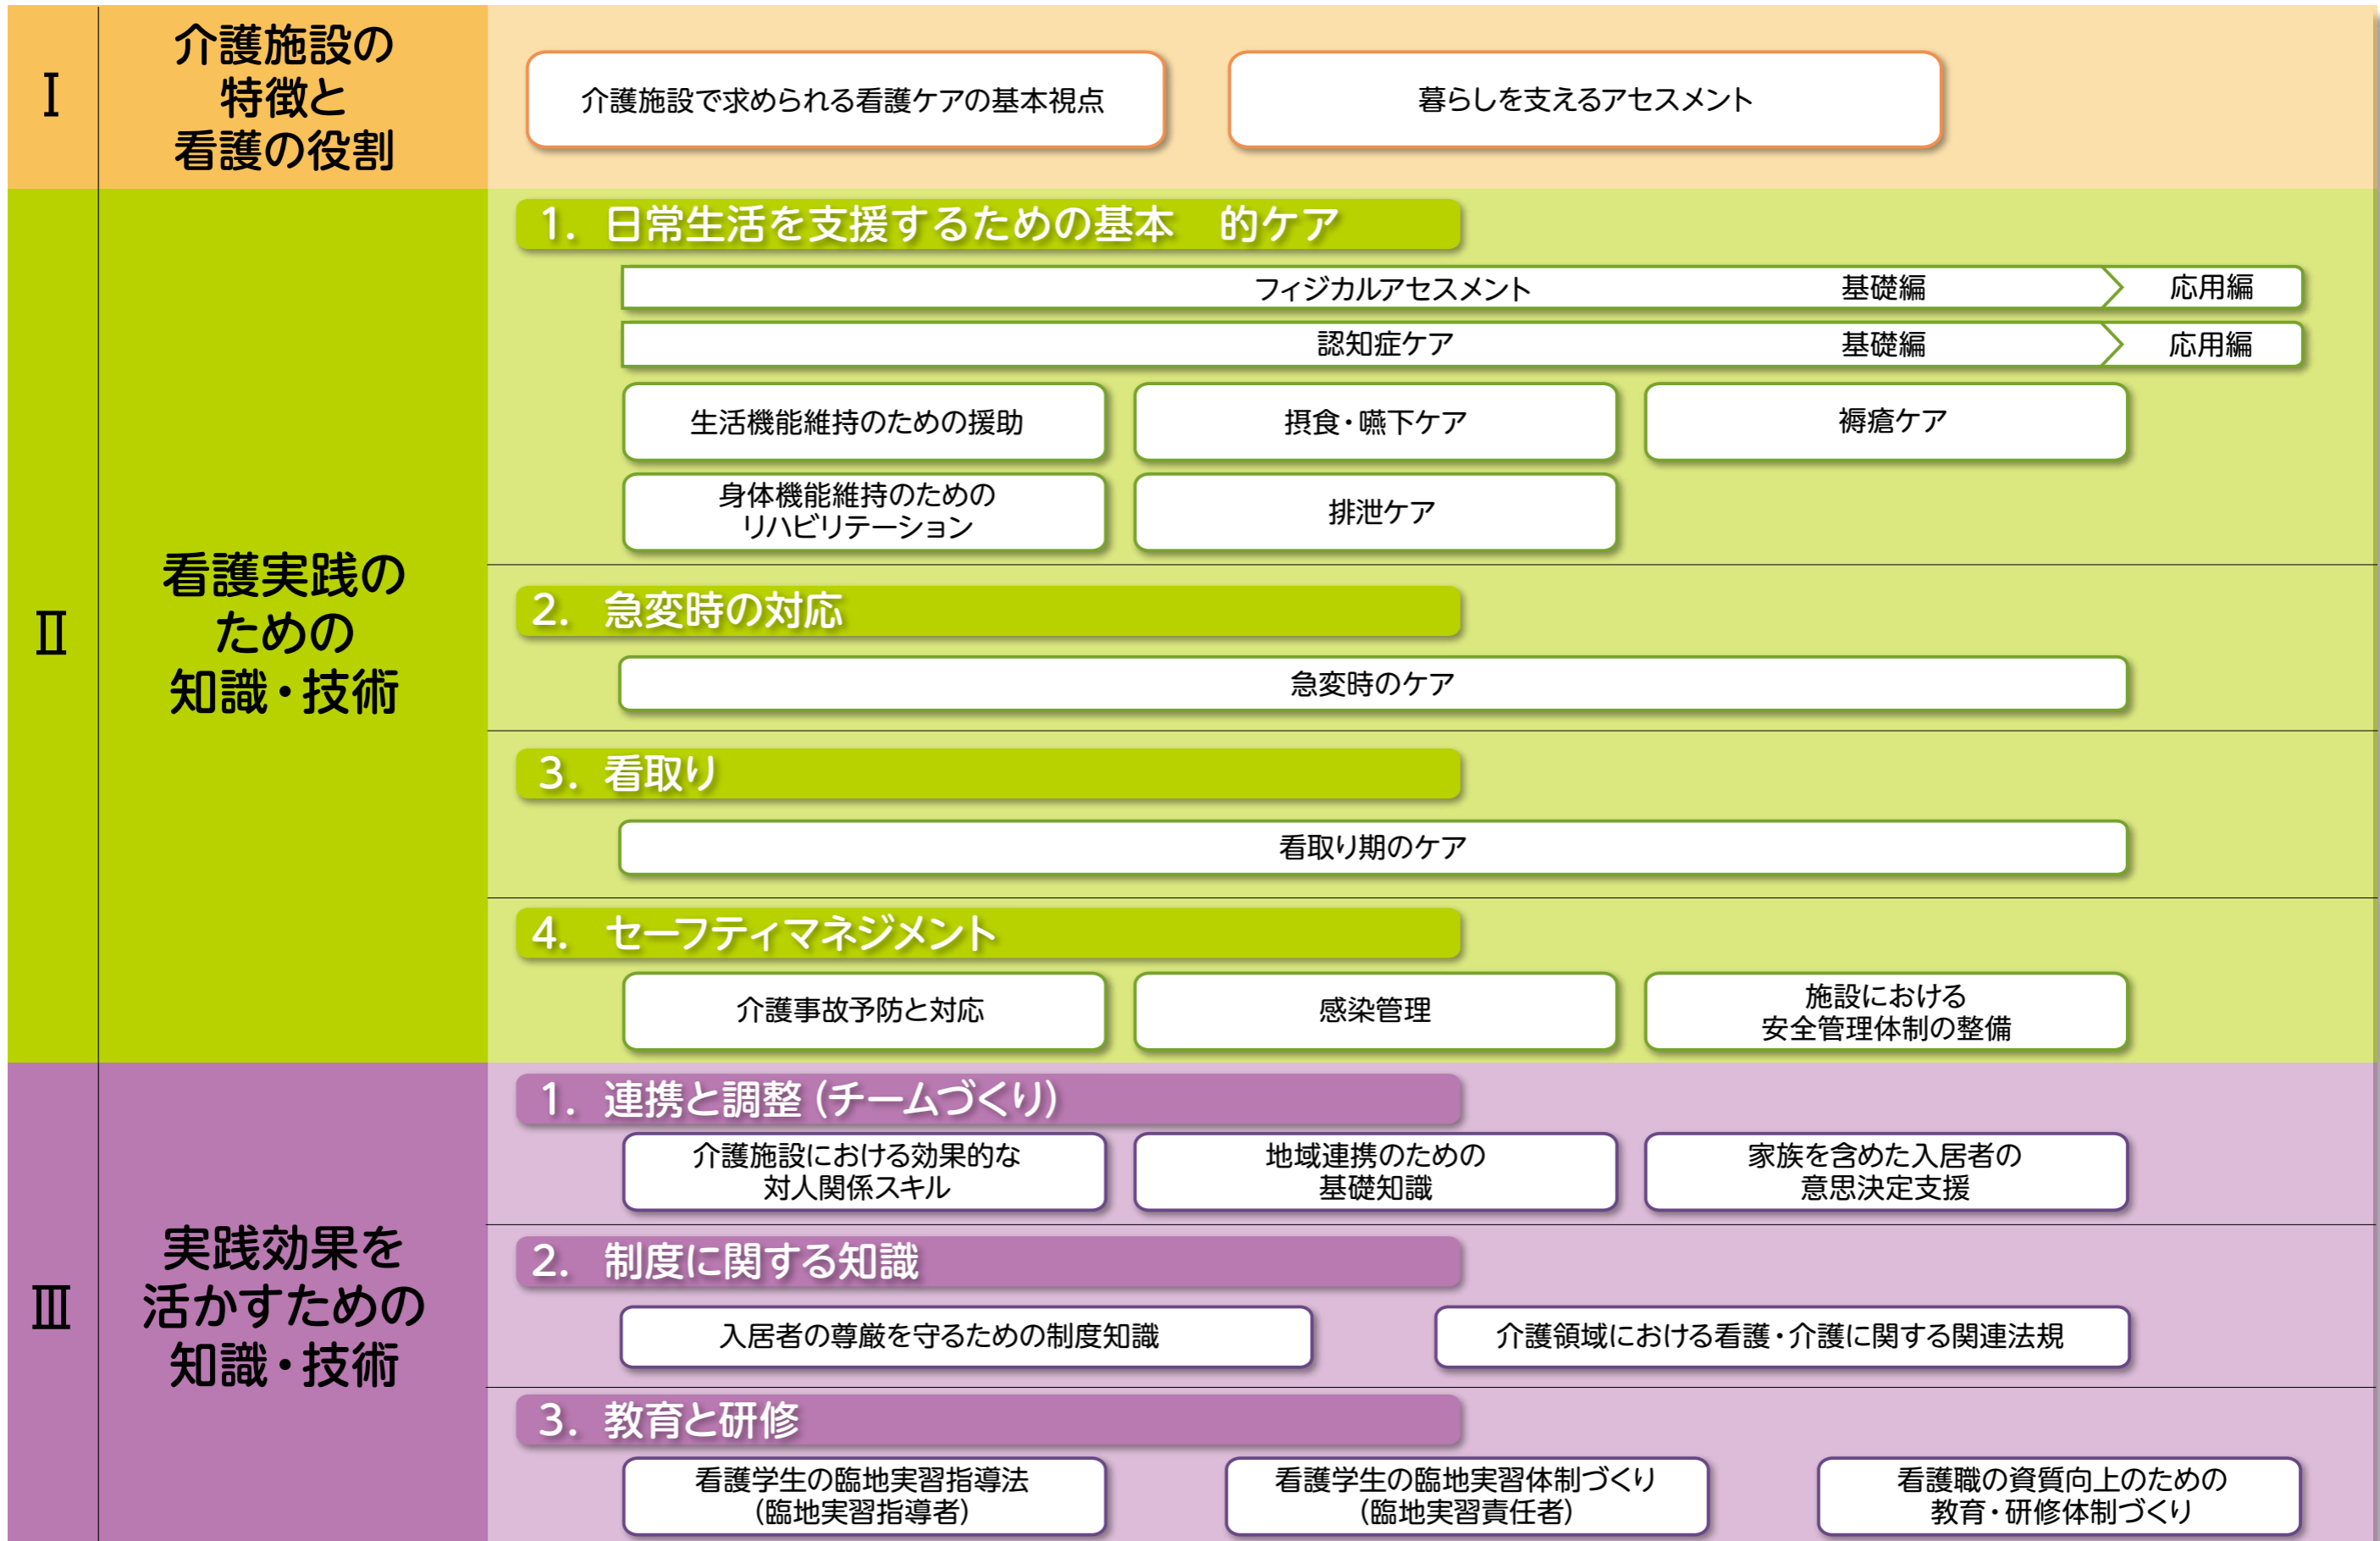 Ⅰ
介護施設の
特徴と
看護の役割
介護施設で求められる看護ケアの基本視点
暮らしを支えるアセスメント
Ⅱ
看護実践の
ための
知識・技術
1. 日常生活を支援するための基本　的ケア
フィジカルアセスメント 基礎編 応用編
認知症ケア 基礎編 応用編
生活機能維持のための援助
摂食・嚥下ケア
褥瘡ケア
身体機能維持のための
リハビリテーション
排泄ケア
2. 急変時の対応
急変時のケア
3. 看取り
看取り期のケア
4. セーフティマネジメント
介護事故予防と対応
感染管理
施設における
安全管理体制の整備
Ⅲ
実践効果を
活かすための
知識・技術
1. 連携と調整(チームづくり)
介護施設における効果的な
対人関係スキル
地域連携のための
基礎知識
家族を含めた入居者の
意思決定支援
2. 制度に関する知識
入居者の尊厳を守るための制度知識
介護領域における看護・介護に関する関連法規
3. 教育と研修
看護学生の臨地実習指導法
(臨地実習指導者)
看護学生の臨地実習体制づくり
(臨地実習責任者)
看護職の資質向上のための
教育・研修体制づくり